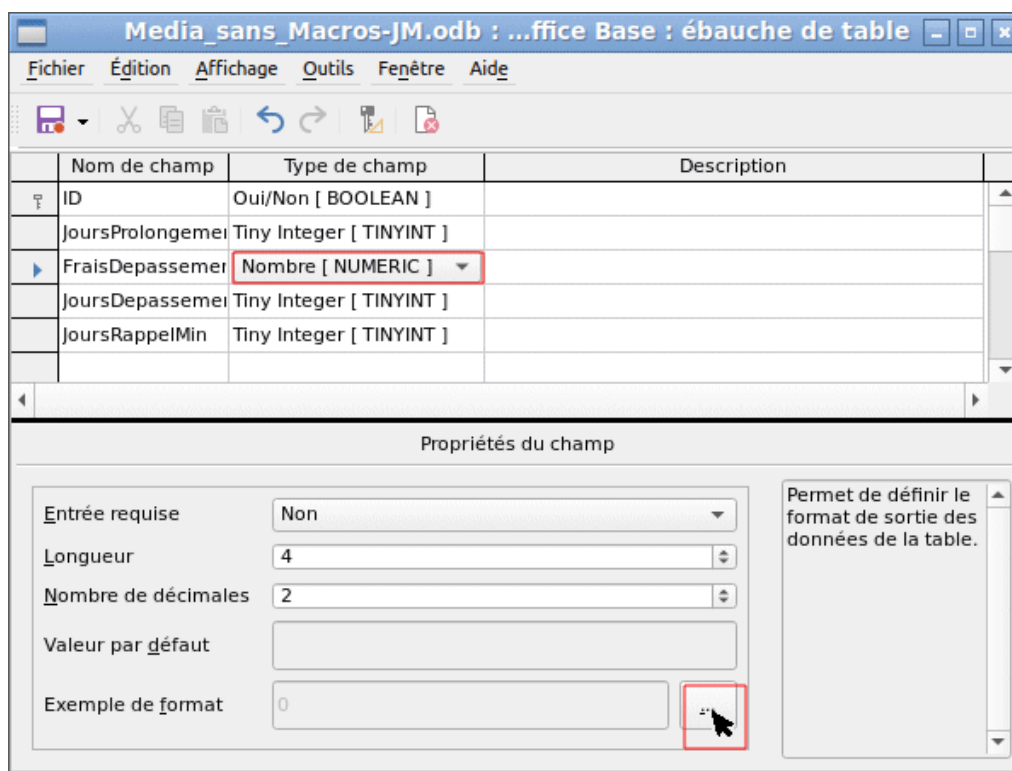 Media_sans_Macros-JM.odb : ...ffice Base : ébauche de table
Fichier Édition Affichage Outils Fenêtre Aide
Nom de champ Type de champ Description
ID Oui/Non [ BOOLEAN ]
JoursProlongemer Tiny Integer [ TINYINT ]
FraisDepassemer Nombre [ NUMERIC ]
JoursDepassemer Tiny Integer [ TINYINT ]
JoursRappelMin Tiny Integer [ TINYINT ]
Propriétés du champ
Entrée requise Non
Longueur 4
Nombre de décimales 2
Valeur par défaut
Exemple de format 0 ...
Permet de définir le
format de sortie des
données de la table.